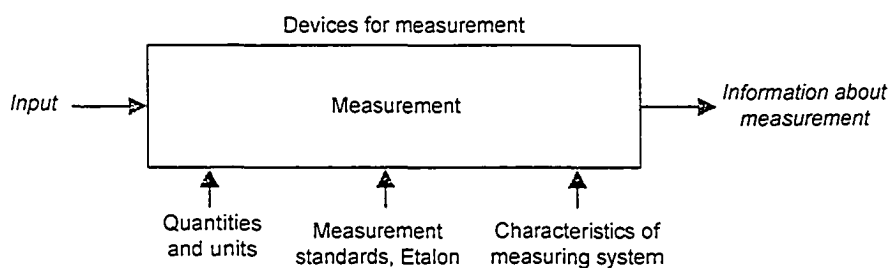 Devices for measurement
Input
Measurement
Information about
measurement
Quantities
and units
Measurement
standards, Etalon
Characteristics of
measuring system